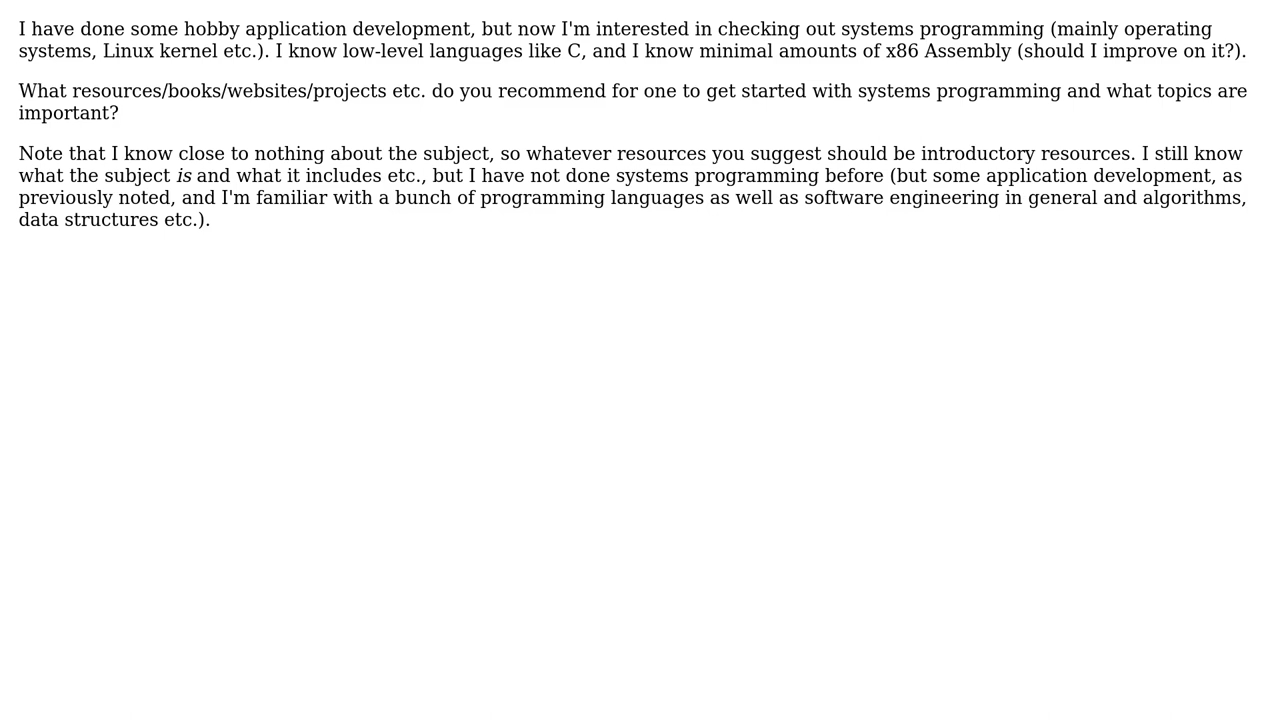 I have done some hobby application development, but now I'm interested in checking out systems programming (mainly operating
systems, Linux kernel etc.). I know low-level languages like C, and I know minimal amounts of x86 Assembly (should I improve on it?).
What resources/books/websites/projects etc. do you recommend for one to get started with systems programming and what topics are
important?
Note that I know close to nothing about the subject, so whatever resources you suggest should be introductory resources. I still know
what the subject is and what it includes etc., but I have not done systems programming before (but some application development, as
previously noted, and I'm familiar with a bunch of programming languages as well as software engineering in general and algorithms,
data structures etc.).